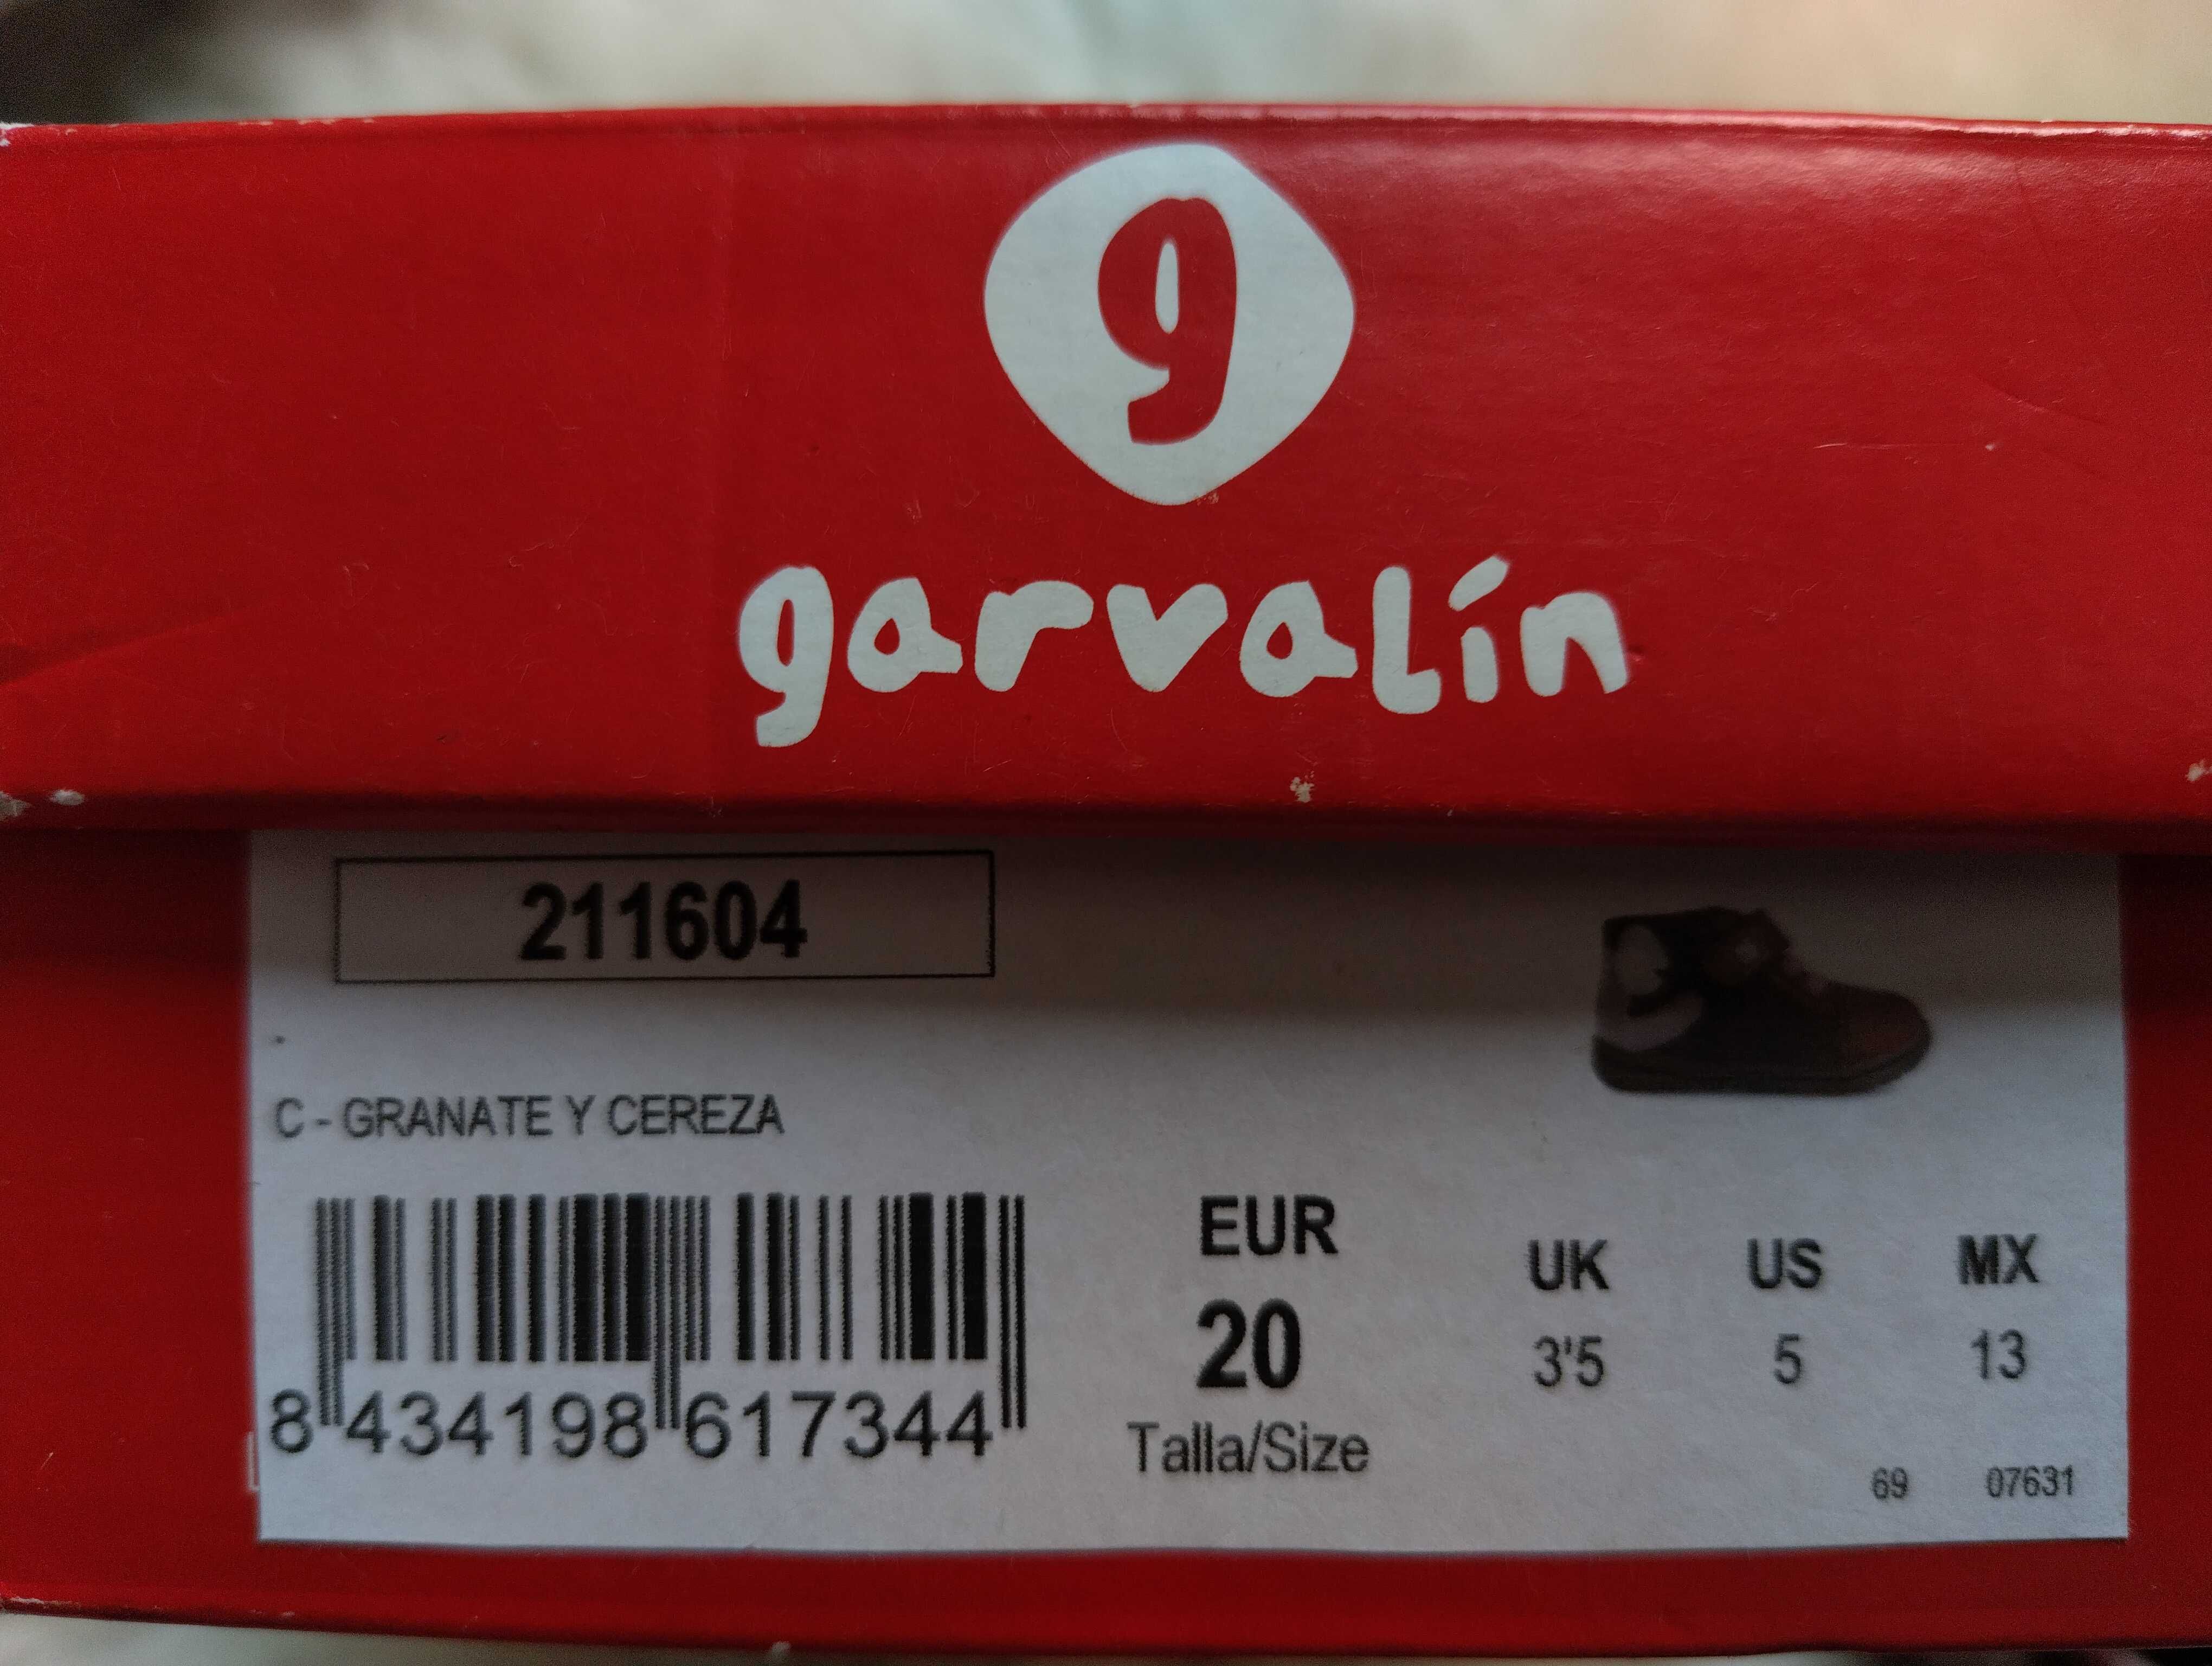 g
garvalín
211604
C - GRANATE Y CEREZA
8 434198 617344
EUR UK US MX
20 3'5 5 13
Talla/Size
69 07631